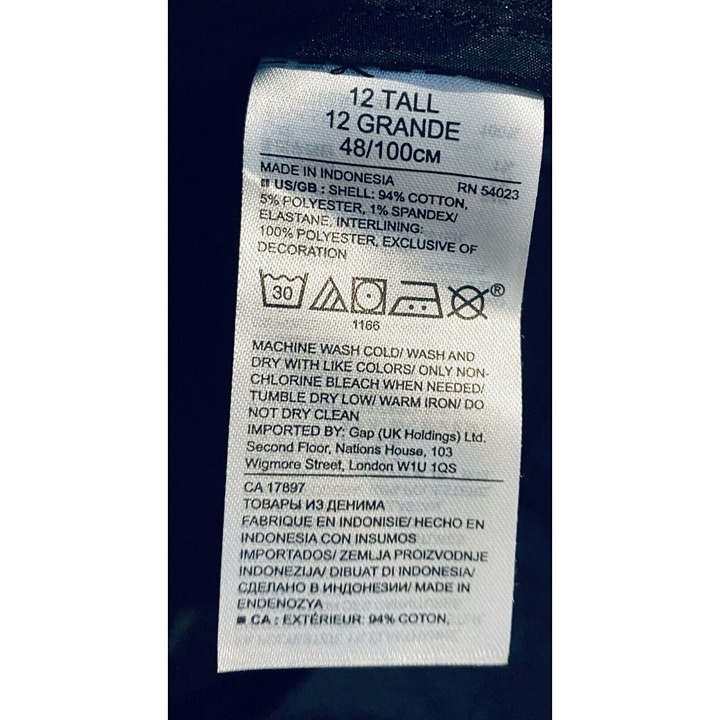 12 TALL
12 GRANDE
48/100CM
MADE IN INDONESIA RN 54023
US/GB : SHELL: 94% COTTON,
5% POLYESTER, 1% SPANDEX/
ELASTANE, INTERLINING:
100% POLYESTER, EXCLUSIVE OF
DECORATION
30 ®
1166
MACHINE WASH COLD/ WASH AND
DRY WITH LIKE COLORS/ ONLY NON-
CHLORINE BLEACH WHEN NEEDED/
TUMBLE DRY LOW/ WARM IRON/ DO
NOT DRY CLEAN
IMPORTED BY: Gap (UK Holdings) Ltd.
Second Floor, Nations House, 103
Wigmore Street, London W1U 1QS
CA 17897
ТОВАРЫ ИЗ ДЕНИМА
FABRIQUE EN INDONISIE/ HECHO EN
INDONESIA CON INSUMOS
IMPORTADOS/ ZEMLJA PROIZVODNJE
INDONEZIJA/ DIBUAT DI INDONESIA/
СДЕЛАНО В ИНДОНЕЗИИ/ MADE IN
ENDENOZYA
CA : EXTÉRIEUR: 94% COTON,